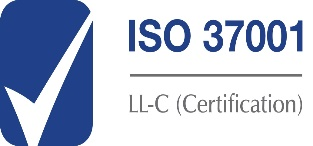 ISO 37001
LL-C (Certification)